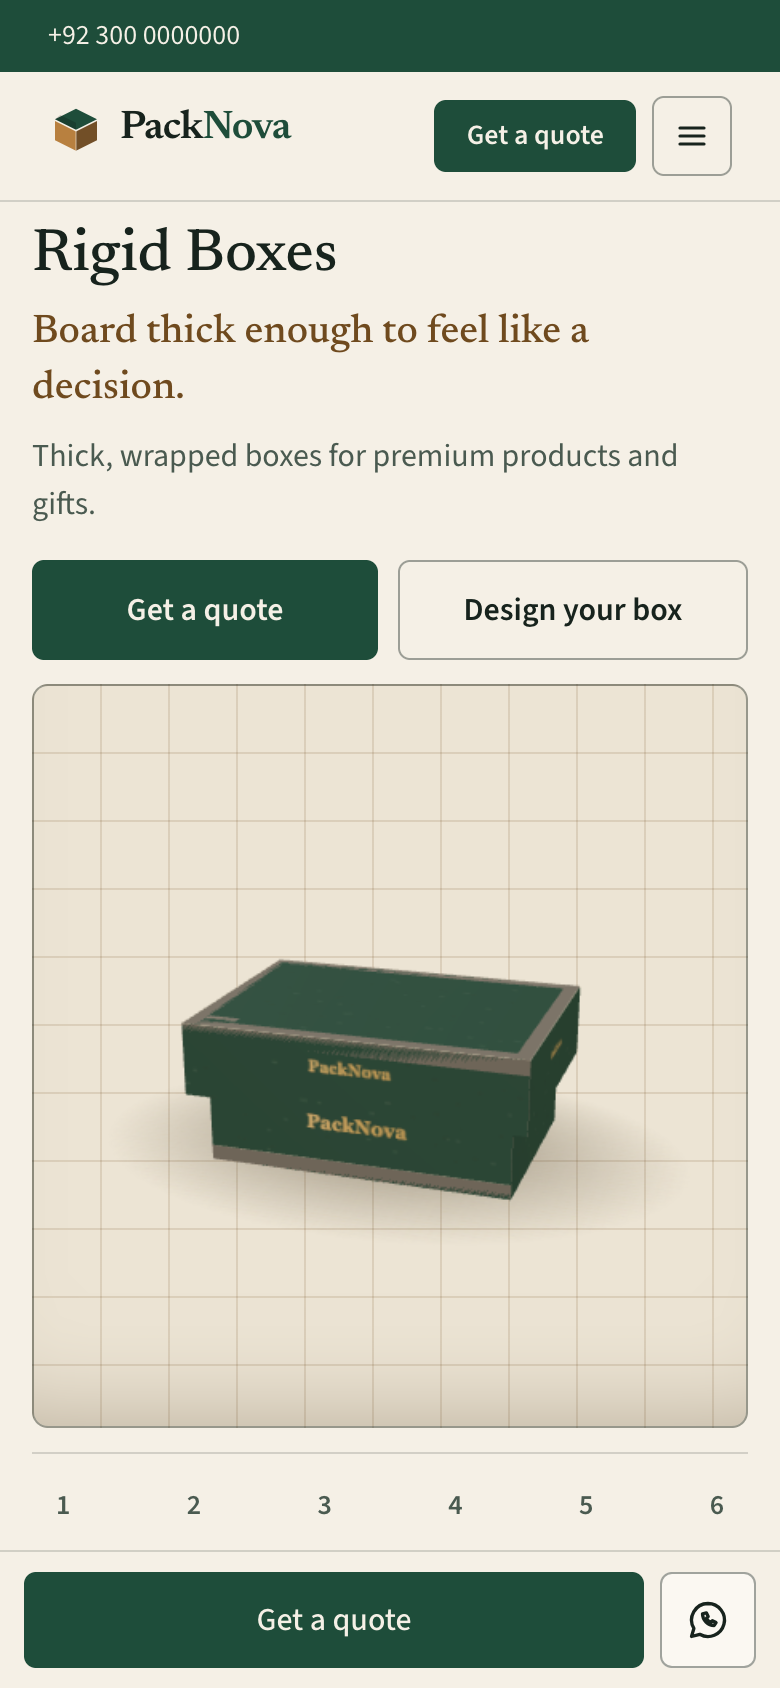 +92 300 0000000
PackNova
Get a quote
Rigid Boxes
Board thick enough to feel like a
decision.
Thick, wrapped boxes for premium products and
gifts.
Get a quote
Design your box
PackNova
PackNova
1
2
3
4
5
6
Get a quote